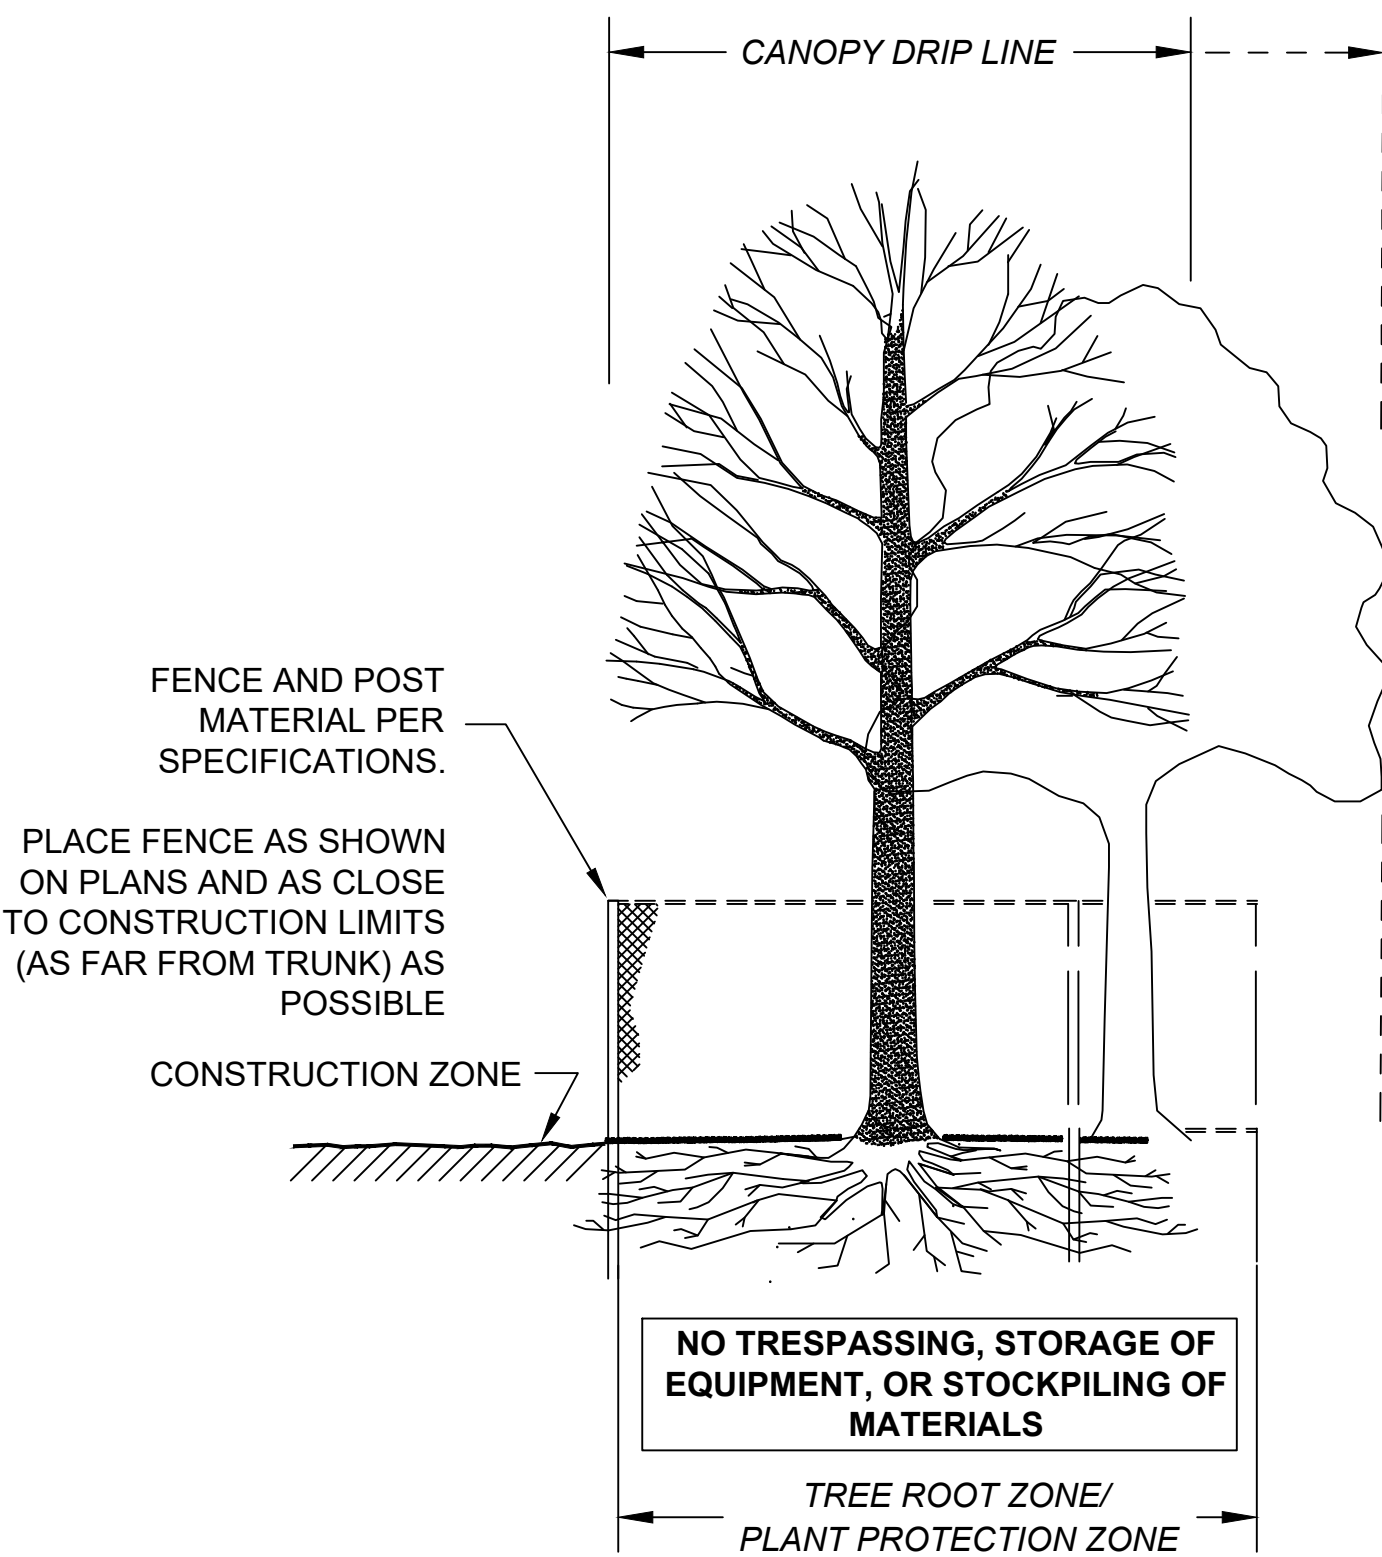 CANOPY DRIP LINE
FENCE AND POST
MATERIAL PER
SPECIFICATIONS.
PLACE FENCE AS SHOWN
ON PLANS AND AS CLOSE
TO CONSTRUCTION LIMITS
(AS FAR FROM TRUNK) AS
POSSIBLE
CONSTRUCTION ZONE
NO TRESPASSING, STORAGE OF
EQUIPMENT, OR STOCKPILING OF
MATERIALS
TREE ROOT ZONE/
PLANT PROTECTION ZONE